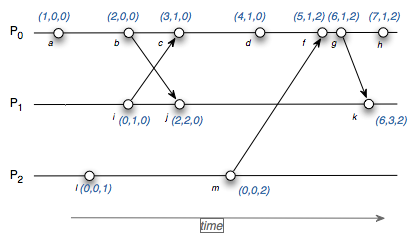 (1,0,0) (2,0,0) (3,1,0) (4,1,0) (5,1,2) (6,1,2) (7,1,2)
P0
a b c d f g h
P1
i (0,1,0) j (2,2,0) k (6,3,2)
P2
l (0,0,1) m (0,0,2)
time